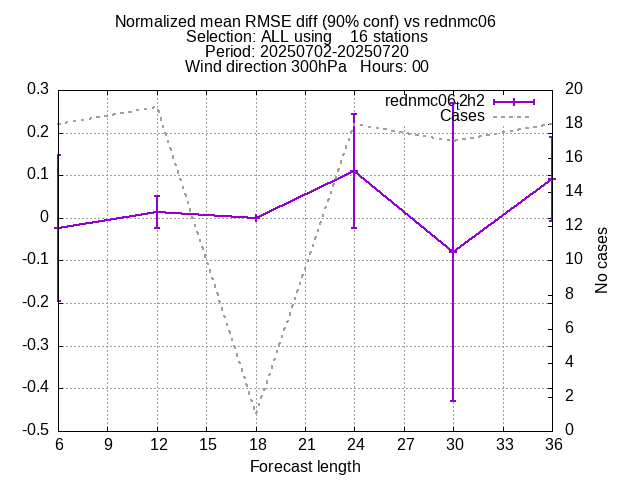 Normalized mean RMSE diff (90% conf) vs rednmc06
Selection: ALL using 16 stations
Period: 20250702-20250720
Wind direction 300hPa Hours: 00
rednmc06t2h2
Cases
0.3
0.2
0.1
0
-0.1
-0.2
-0.3
-0.4
-0.5
20
18
16
14
12
10
8
6
4
2
0
No cases
6 9 12 15 18 21 24 27 30 33 36
Forecast length